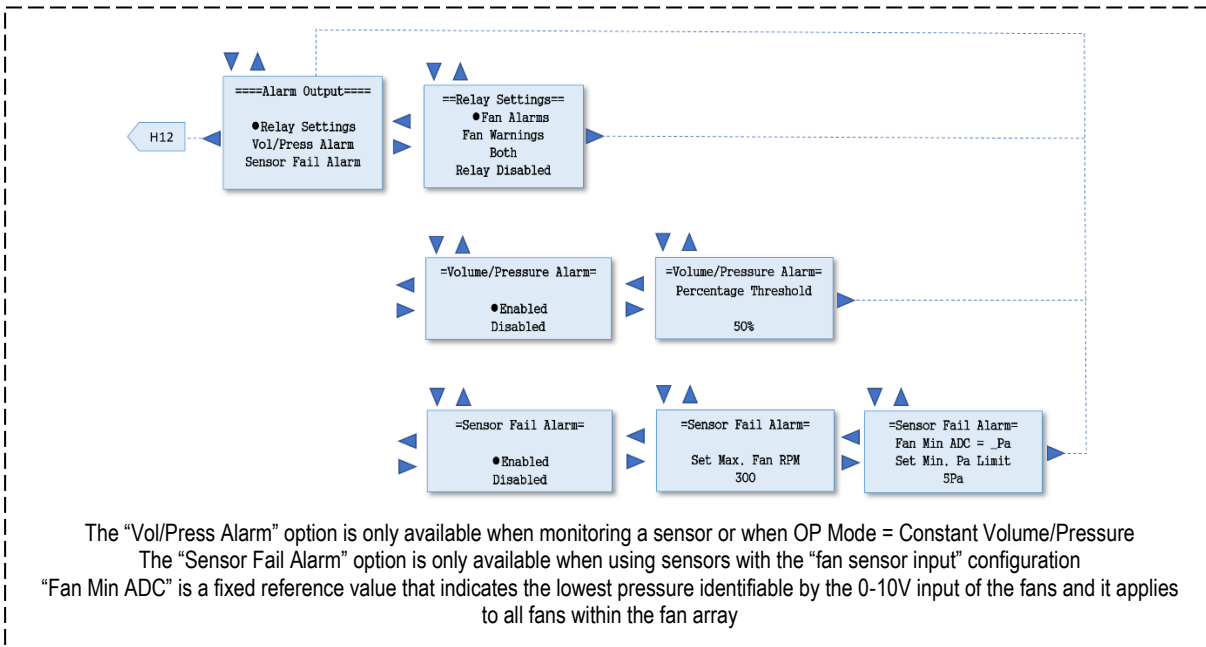 ====Alarm Output====
●Relay Settings
Vol/Press Alarm
Sensor Fail Alarm
H12
==Relay Settings==
●Fan Alarms
Fan Warnings
Both
Relay Disabled
=Volume/Pressure Alarm=
●Enabled
Disabled
=Volume/Pressure Alarm=
Percentage Threshold
50%
=Sensor Fail Alarm=
●Enabled
Disabled
=Sensor Fail Alarm=
Set Max. Fan RPM
300
=Sensor Fail Alarm=
Fan Min ADC = _Pa
Set Min. Pa Limit
5Pa
The “Vol/Press Alarm” option is only available when monitoring a sensor or when OP Mode = Constant Volume/Pressure
The “Sensor Fail Alarm” option is only available when using sensors with the “fan sensor input” configuration
“Fan Min ADC” is a fixed reference value that indicates the lowest pressure identifiable by the 0-10V input of the fans and it applies
to all fans within the fan array